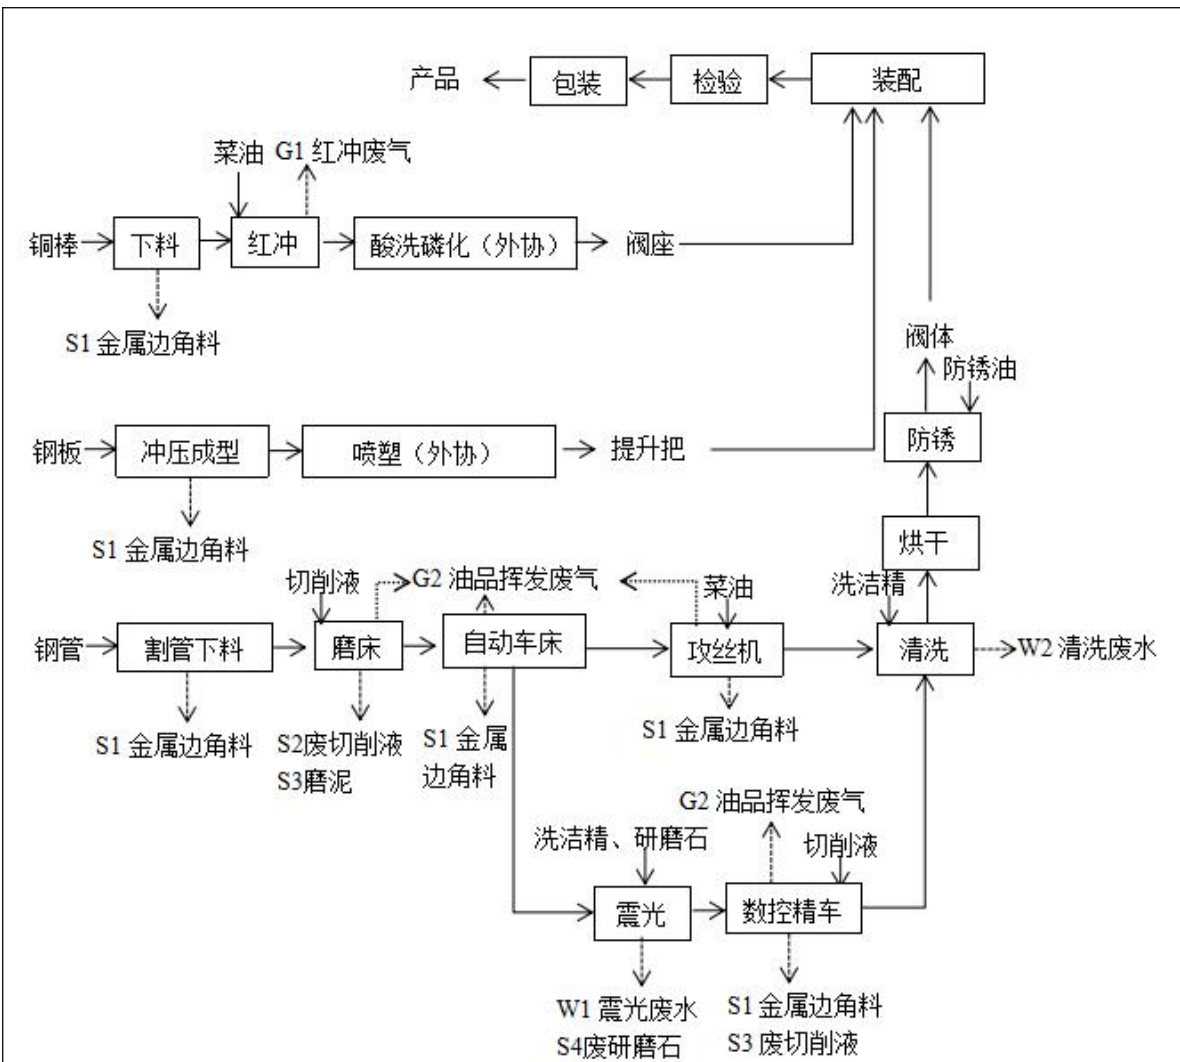 产品
包装
检验
装配
菜油
G1 红冲废气
铜棒
下料
红冲
酸洗磷化（外协）
阀座
S1 金属边角料
阀体
防锈油
钢板
冲压成型
喷塑（外协）
提升把
防锈
S1 金属边角料
烘干
切削液
G2 油品挥发废气
菜油
洗洁精
钢管
割管下料
磨床
自动车床
攻丝机
清洗
W2 清洗废水
S1 金属边角料
S2废切削液
S3磨泥
S1 金属
边角料
S1 金属边角料
G2 油品挥发废气
洗洁精、研磨石
切削液
震光
数控精车
W1 震光废水
S4废研磨石
S1 金属边角料
S3 废切削液